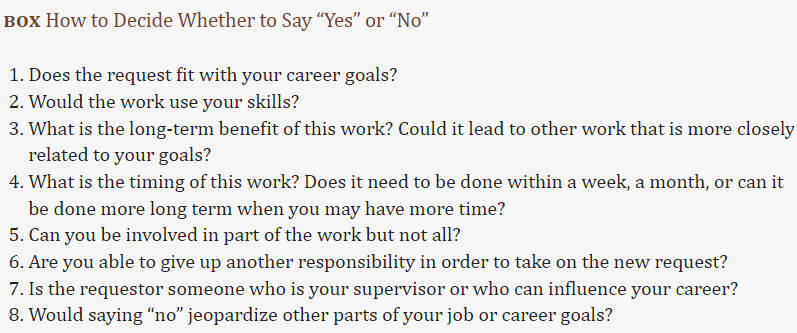 BOX How to Decide Whether to Say “Yes” or “No”
1. Does the request fit with your career goals?
2. Would the work use your skills?
3. What is the long-term benefit of this work? Could it lead to other work that is more closely
related to your goals?
4. What is the timing of this work? Does it need to be done within a week, a month, or can it
be done more long term when you may have more time?
5. Can you be involved in part of the work but not all?
6. Are you able to give up another responsibility in order to take on the new request?
7. Is the requestor someone who is your supervisor or who can influence your career?
8. Would saying “no” jeopardize other parts of your job or career goals?